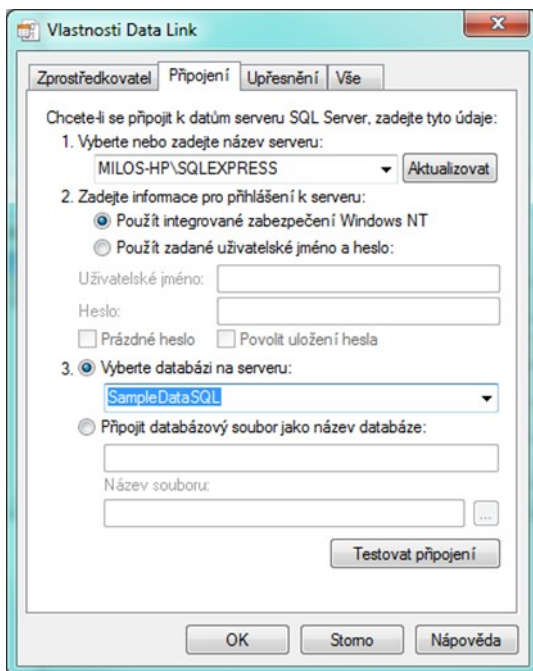 Vlastnosti Data Link
Zprostředkovatel Připojení Upřesnění Vše
Chcete-li se připojit k datům serveru SQL Server, zadejte tyto údaje:
1. Vyberte nebo zadejte název serveru:
MILOS-HP\SQLEXPRESS Aktualizovat
2. Zadejte informace pro přihlášení k serveru:
Použít integrované zabezpečení Windows NT
Použít zadané uživatelské jméno a heslo:
Uživatelské jméno:
Heslo:
Prázdné heslo Povolit uložení hesla
3. Vyberte databázi na serveru:
SampleDataSQL
Připojit databázový soubor jako název databáze:
Název souboru:
...
Testovat připojení
OK Storno Nápověda